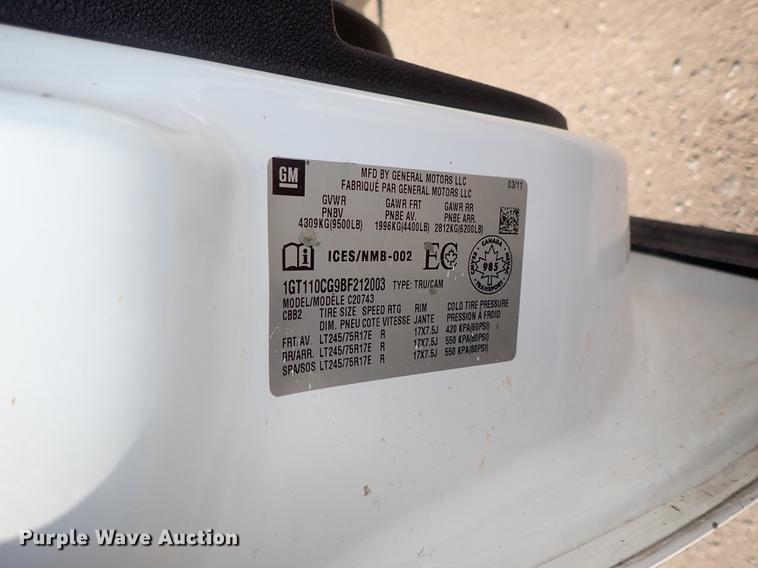 GM
MFD BY GENERAL MOTORS LLC 03/11
FABRIQUÉ PAR GENERAL MOTORS LLC
GVWR GAWR FRT GAWR RR
PNBV PNBE AV. PNBE ARR.
4309KG(9500LB) 1996KG(4400LB) 2812KG(6200LB)
ICES/NMB-002 EC CANADA 985 TRANSPORT
1GT110CG9BF212003 TYPE: TRU/CAM
MODEL/MODÈLE C20743
CBB2 TIRE SIZE SPEED RTG RIM COLD TIRE PRESSURE
DIM. PNEU COTE VITESSE JANTE PRESSION À FROID
FRT/AV. LT245/75R17E R 17X7.5J 420 KPA(60PSI)
RR/ARR. LT245/75R17E R 17X7.5J 550 KPA(80PSI)
SPA/SOS LT245/75R17E R 17X7.5J 550 KPA(80PSI)
Purple Wave Auction